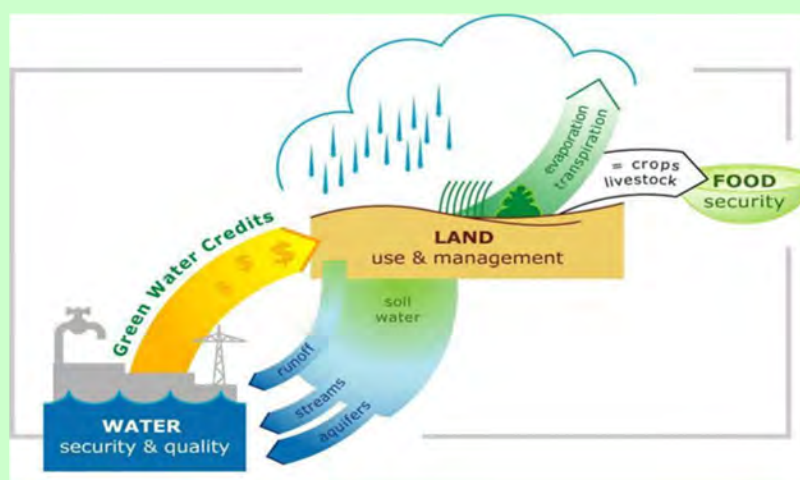 evaporation
transpiration
= crops
livestock
FOOD
security
Green Water Credits
$ $ $
LAND
use & management
soil
water
runoff
streams
aquifers
WATER
security & quality